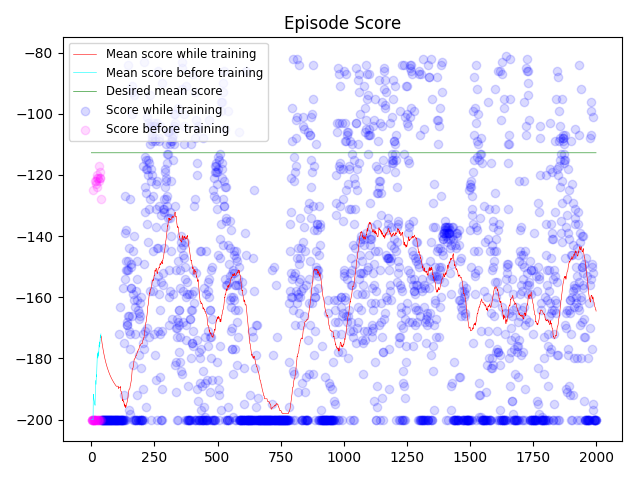 Episode Score
Mean score while training
Mean score before training
Desired mean score
Score while training
Score before training
−80
−100
−120
−140
−160
−180
−200
0 250 500 750 1000 1250 1500 1750 2000